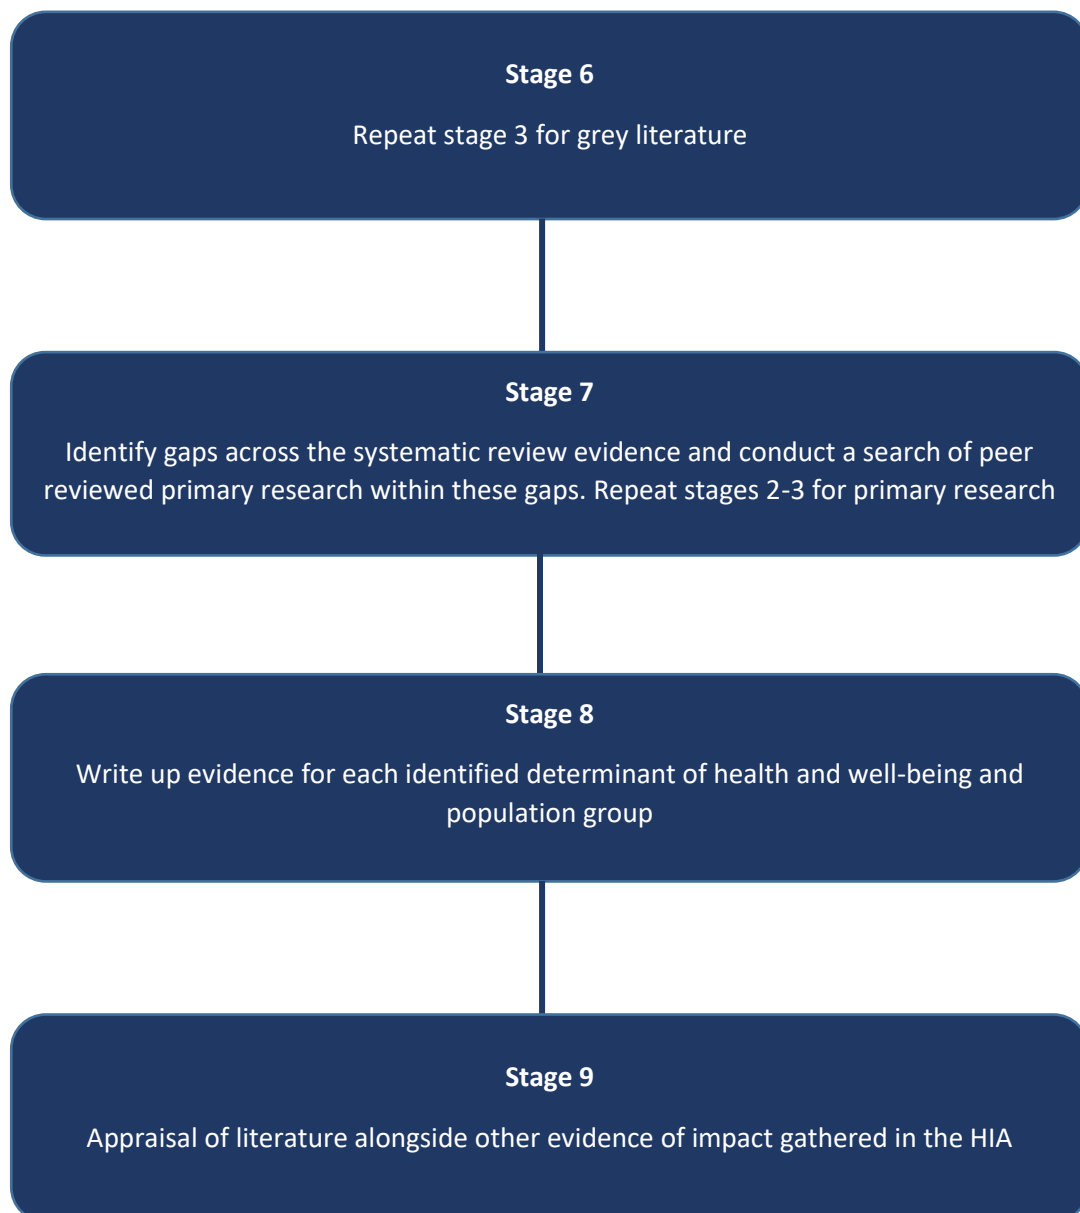 Stage 6
Repeat stage 3 for grey literature
Stage 7
Identify gaps across the systematic review evidence and conduct a search of peer
reviewed primary research within these gaps. Repeat stages 2-3 for primary research
Stage 8
Write up evidence for each identified determinant of health and well-being and
population group
Stage 9
Appraisal of literature alongside other evidence of impact gathered in the HIA